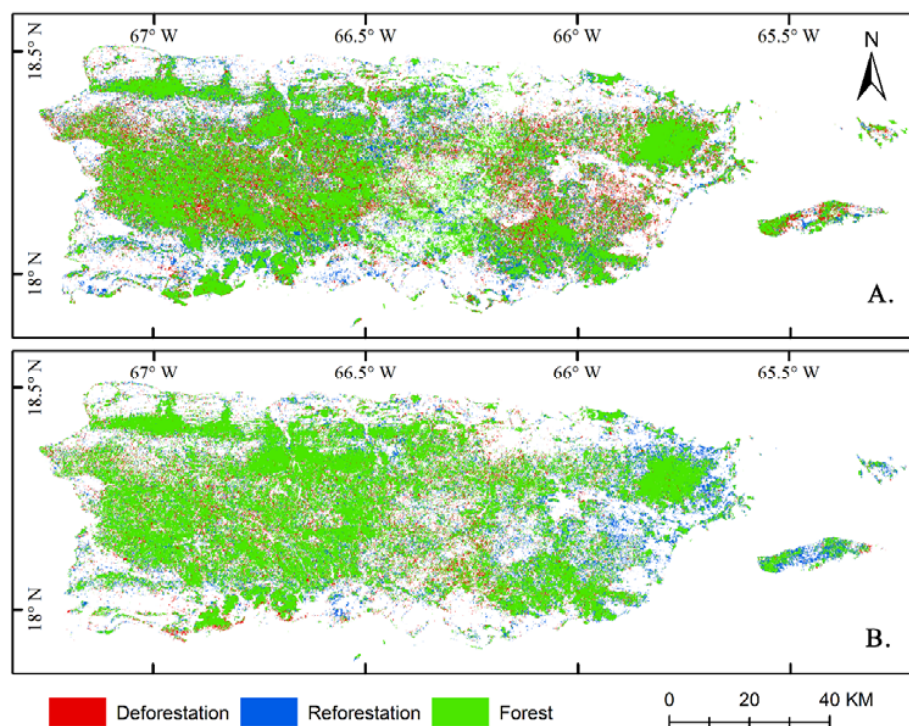 67° W 66.5° W 66° W 65.5° W
18.5° N
N
18° N
A.
67° W 66.5° W 66° W 65.5° W
18.5° N
18° N
B.
Deforestation Reforestation Forest 0 20 40 KM